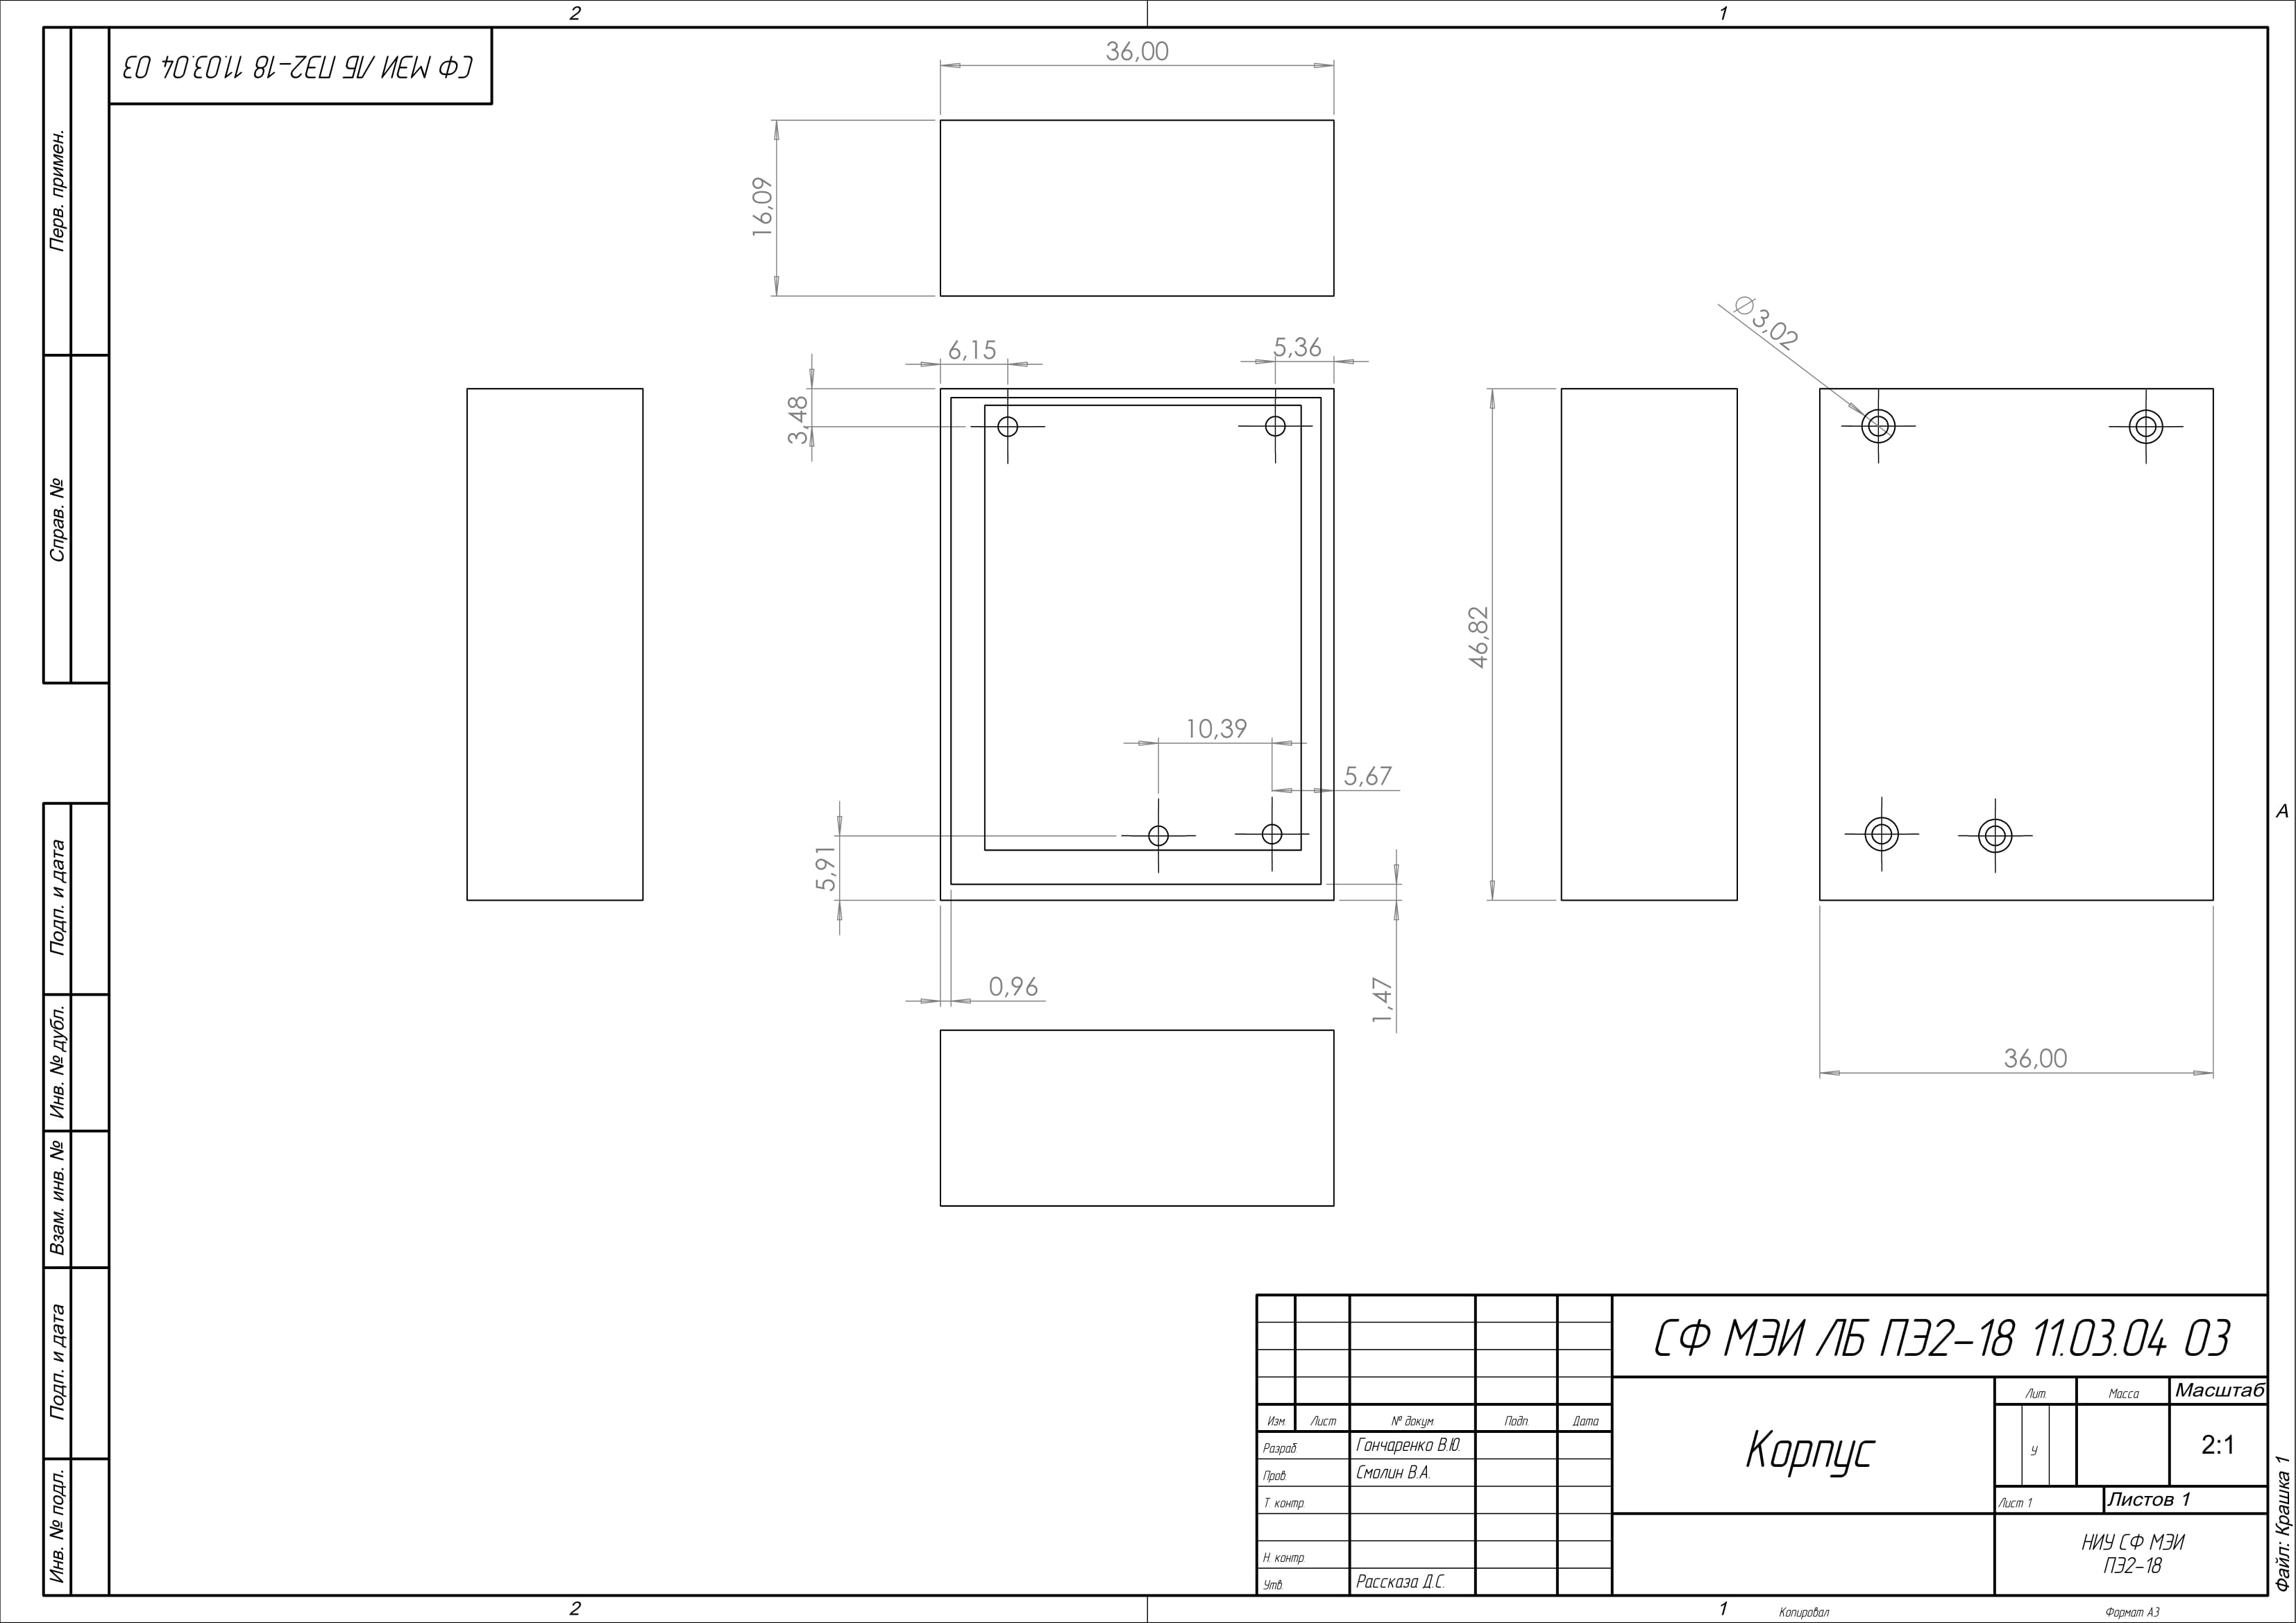 2
1
СФ МЭИ ЛБ ПЭ2-18 11.03.04 03
36,00
Перв. примен.
16,09
∅3,02
6,15
5,36
3,48
Справ. №
46,82
10,39
5,67
А
5,91
Подп. и дата
0,96
1,47
Инв. № дубл.
36,00
Взам. инв. №
Подп. и дата
Инв. № подл.
СФ МЭИ ЛБ ПЭ2-18 11.03.04 03
Лит.
Масса
Масштаб
Изм.
Лист
№ докум.
Подп.
Дата
Корпус
у
2:1
Разраб.
Гончаренко В.Ю.
Пров.
Смолин В.А.
Т. контр.
Лист 1
Листов 1
Н. контр.
НИУ СФ МЭИ
ПЭ2-18
Утв.
Рассказа Д.С.
Файл: Крашка 1
2
1
Копировал
Формат А3